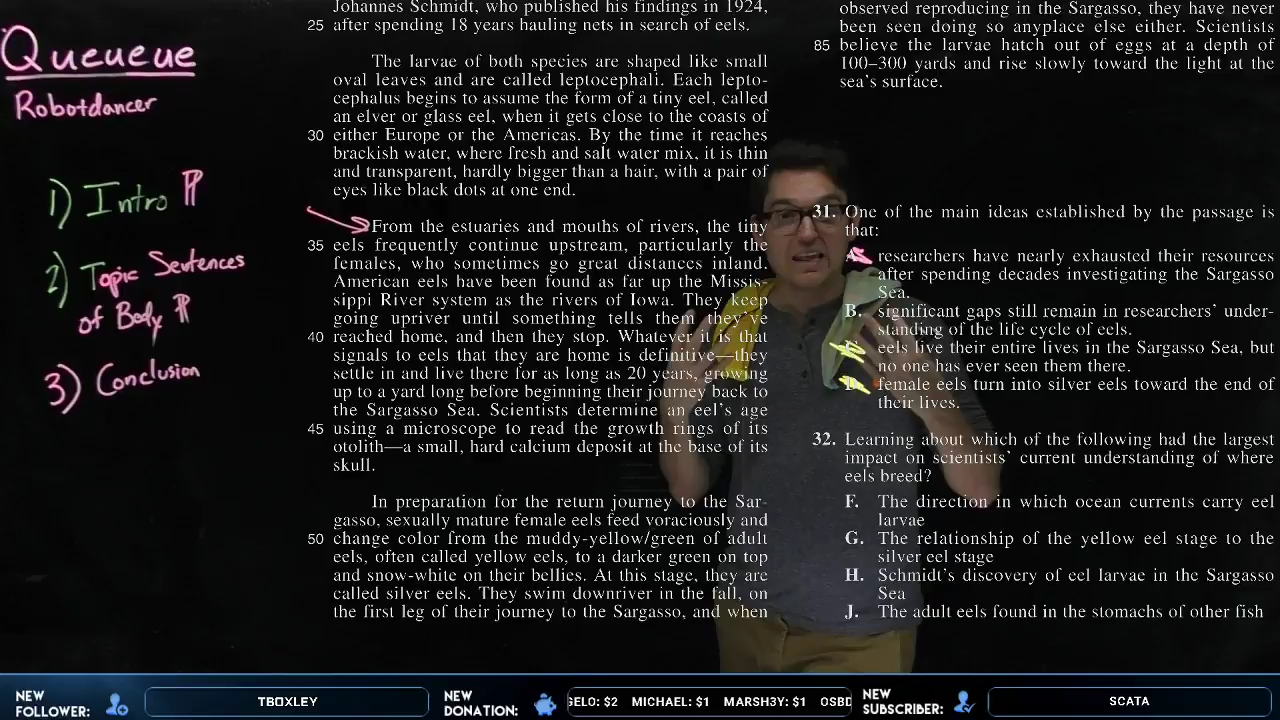 Queueue
Robotdancer
1) Intro ¶
2) Topic Sentences
of Body ¶
3) Conclusion
Johannes Schmidt, who published his findings in 1924,
25 after spending 18 years hauling nets in search of eels.
The larvae of both species are shaped like small
oval leaves and are called leptocephali. Each lepto-
cephalus begins to assume the form of a tiny eel, called
an elver or glass eel, when it gets close to the coasts of
30 either Europe or the Americas. By the time it reaches
brackish water, where fresh and salt water mix, it is thin
and transparent, hardly bigger than a hair, with a pair of
eyes like black dots at one end.
From the estuaries and mouths of rivers, the tiny
35 eels frequently continue upstream, particularly the
females, who sometimes go great distances inland.
American eels have been found as far up the Missis-
sippi River system as the rivers of Iowa. They keep
going upriver until something tells them they've
40 reached home, and then they stop. Whatever it is that
signals to eels that they are home is definitive—they
settle in and live there for as long as 20 years, growing
up to a yard long before beginning their journey back to
the Sargasso Sea. Scientists determine an eel's age
45 using a microscope to read the growth rings of its
otolith—a small, hard calcium deposit at the base of its
skull.
In preparation for the return journey to the Sar-
gasso, sexually mature female eels feed voraciously and
50 change color from the muddy-yellow/green of adult
eels, often called yellow eels, to a darker green on top
and snow-white on their bellies. At this stage, they are
called silver eels. They swim downriver in the fall, on
the first leg of their journey to the Sargasso, and when
observed reproducing in the Sargasso, they have never
been seen doing so anyplace else either. Scientists
85 believe the larvae hatch out of eggs at a depth of
100–300 yards and rise slowly toward the light at the
sea's surface.
31. One of the main ideas established by the passage is
that:
researchers have nearly exhausted their resources
after spending decades investigating the Sargasso
Sea.
B. significant gaps still remain in researchers' under-
standing of the life cycle of eels.
eels live their entire lives in the Sargasso Sea, but
no one has ever seen them there.
D. female eels turn into silver eels toward the end of
their lives.
32. Learning about which of the following had the largest
impact on scientists' current understanding of where
eels breed?
F. The direction in which ocean currents carry eel
larvae
G. The relationship of the yellow eel stage to the
silver eel stage
H. Schmidt's discovery of eel larvae in the Sargasso
Sea
J. The adult eels found in the stomachs of other fish
NEW
FOLLOWER:
TBOXLEY
NEW
DONATION:
GELO: $2 MICHAEL: $1 MARSH3Y: $1 OSBD
NEW
SUBSCRIBER:
SCATA